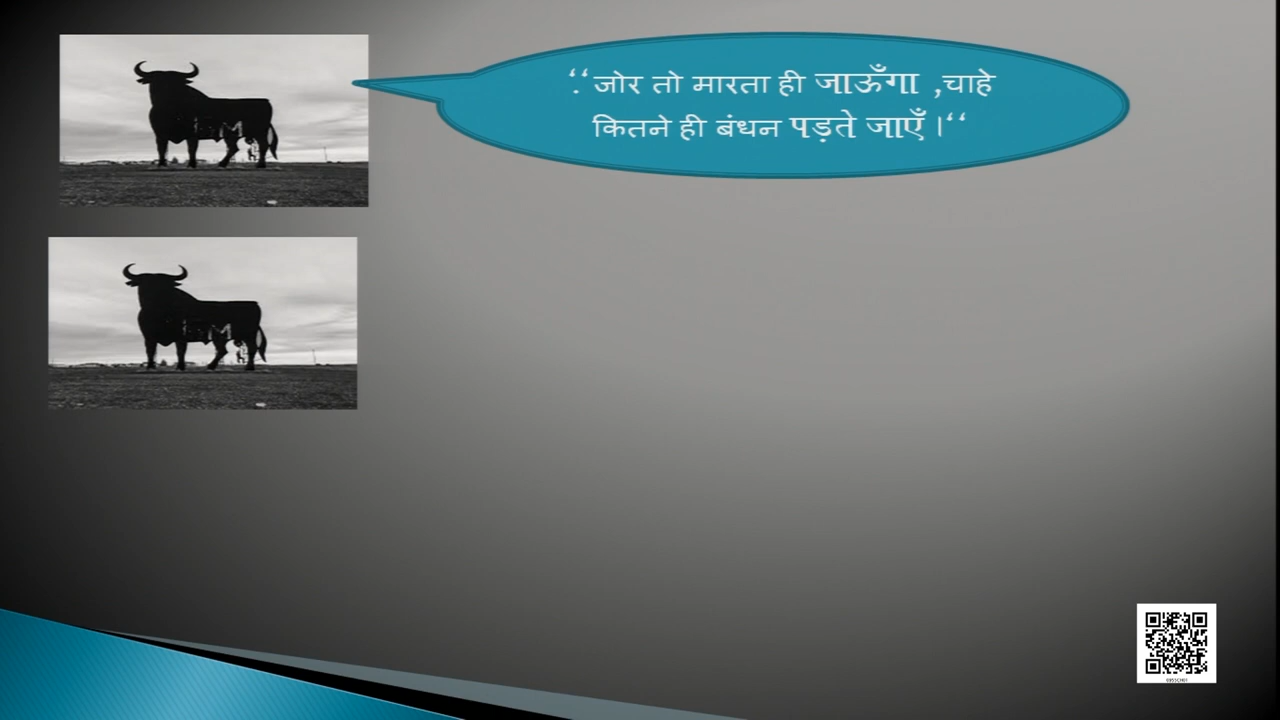 ‘‘.जोर तो मारता ही जाऊँगा ,चाहे
कितने ही बंधन पड़ते जाएँ ।‘‘